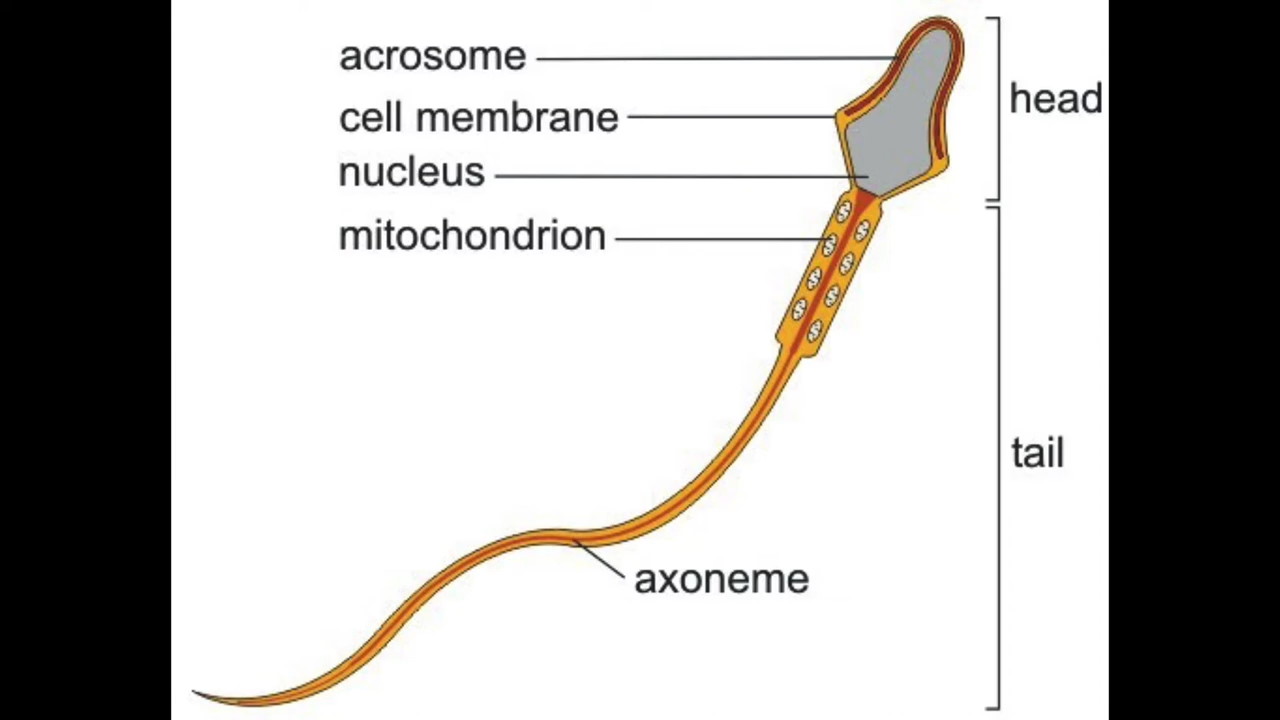 acrosome
head
cell membrane
nucleus
mitochondrion
tail
axoneme